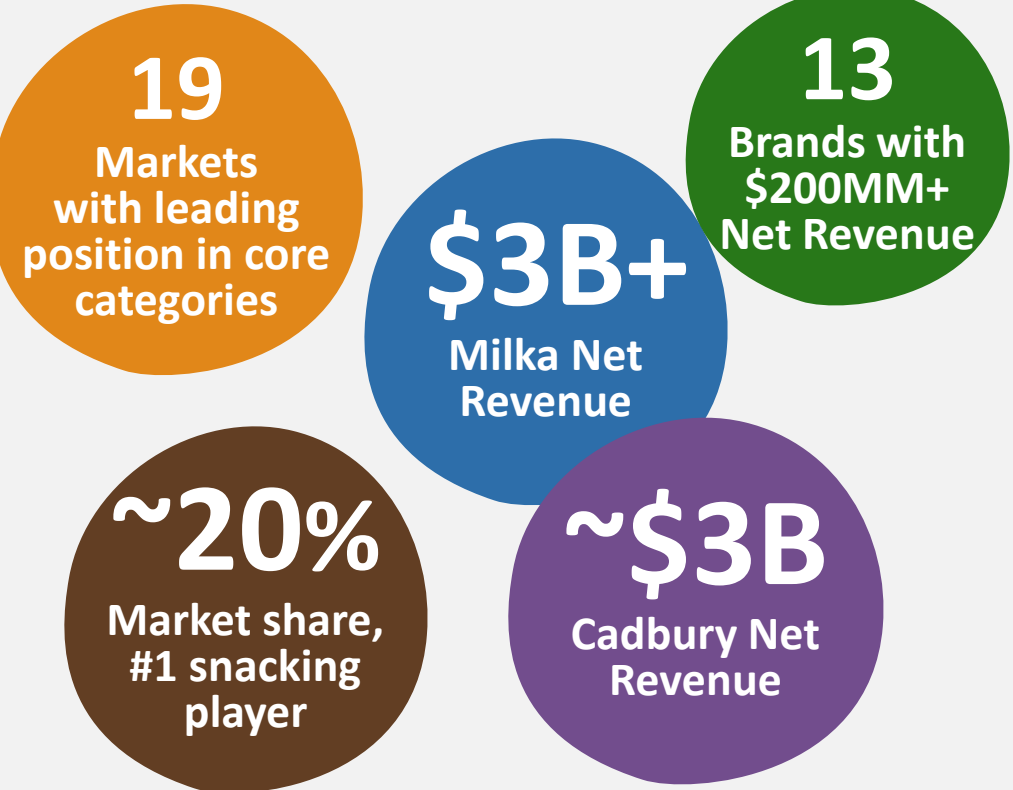 19
Markets
with leading
position in core
categories
13
Brands with
$200MM+
Net Revenue
$3B+
Milka Net
Revenue
~20%
Market share,
#1 snacking
player
~$3B
Cadbury Net
Revenue